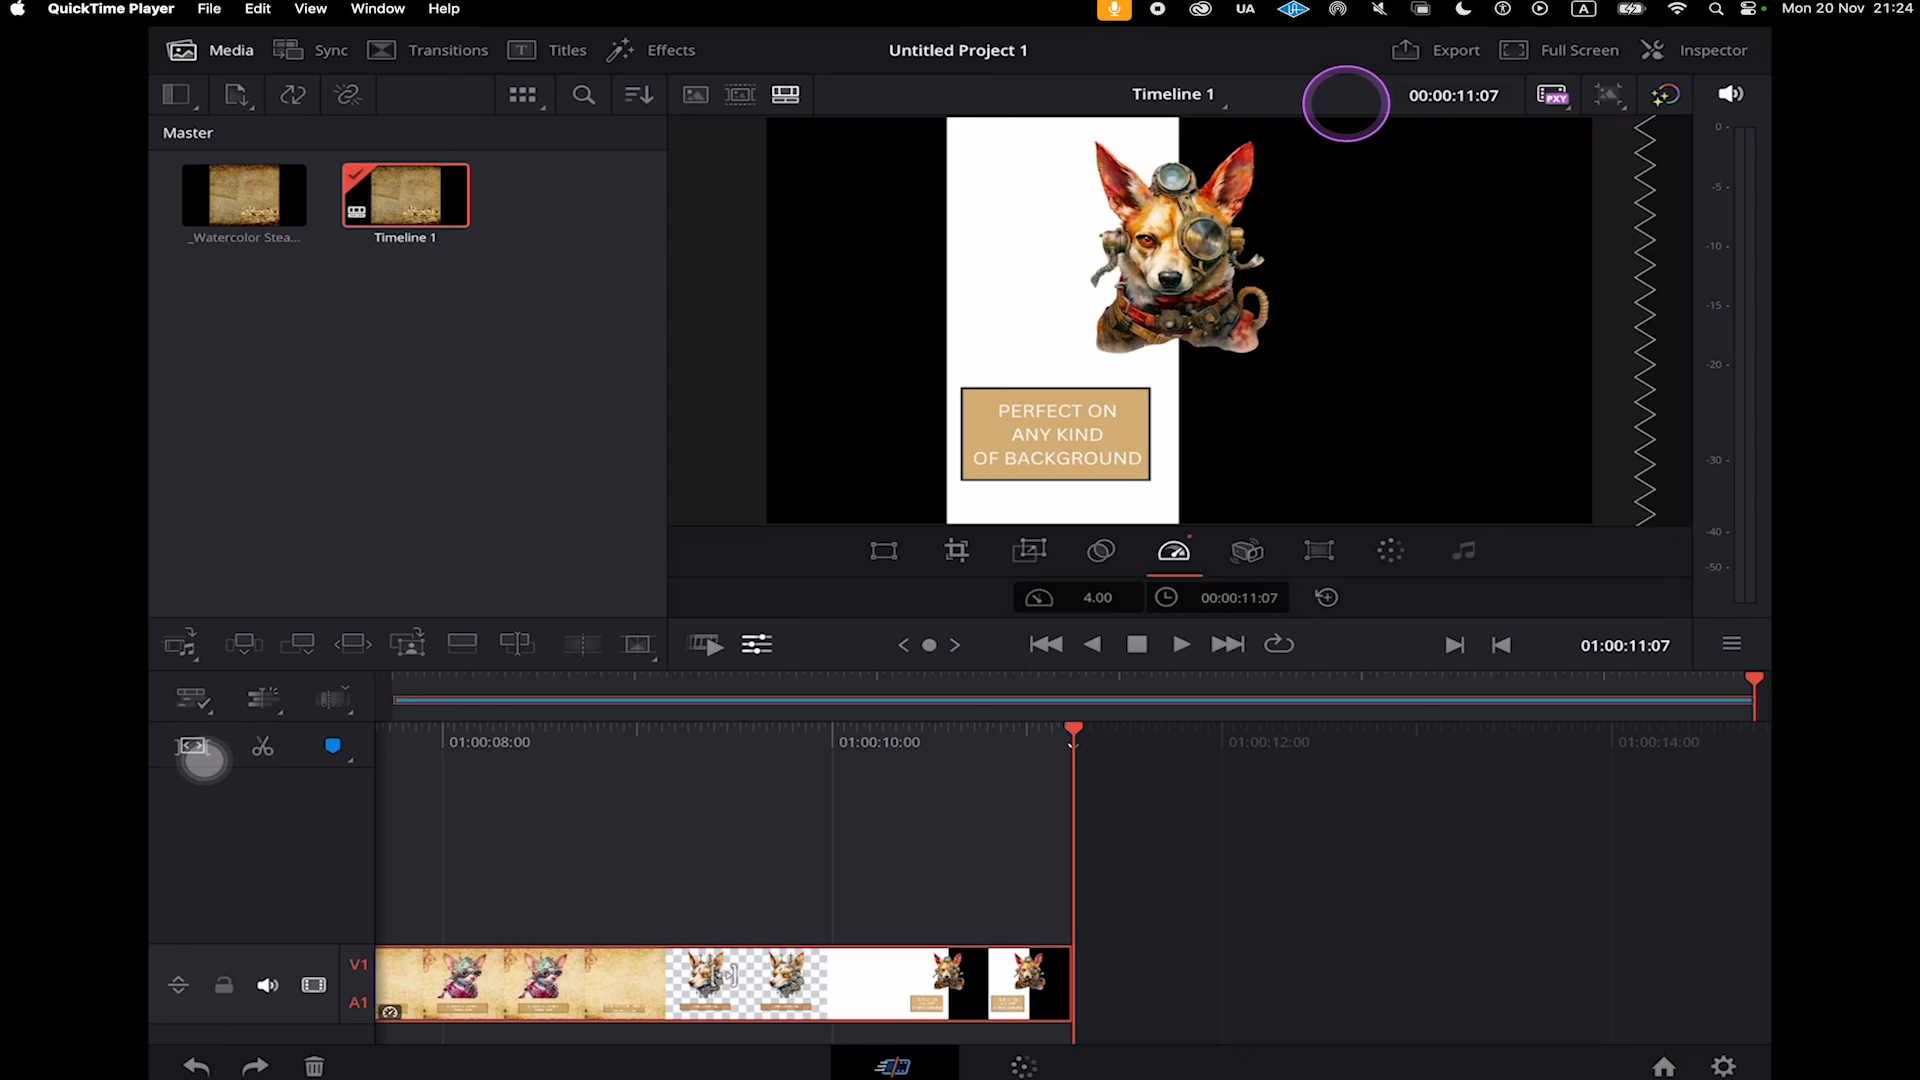 QuickTime Player File Edit View Window Help UA A Mon 20 Nov 21:24
Media Sync Transitions Titles Effects Untitled Project 1 Export Full Screen Inspector
Timeline 1 00:00:11:07 PXY
Master
_Watercolor Stea... Timeline 1
PERFECT ON
ANY KIND
OF BACKGROUND
0
-5
-10
-15
-20
-30
-40
-50
4.00 00:00:11:07
01:00:11:07
01:00:08:00 01:00:10:00 01:00:12:00 01:00:14:00
V1
A1